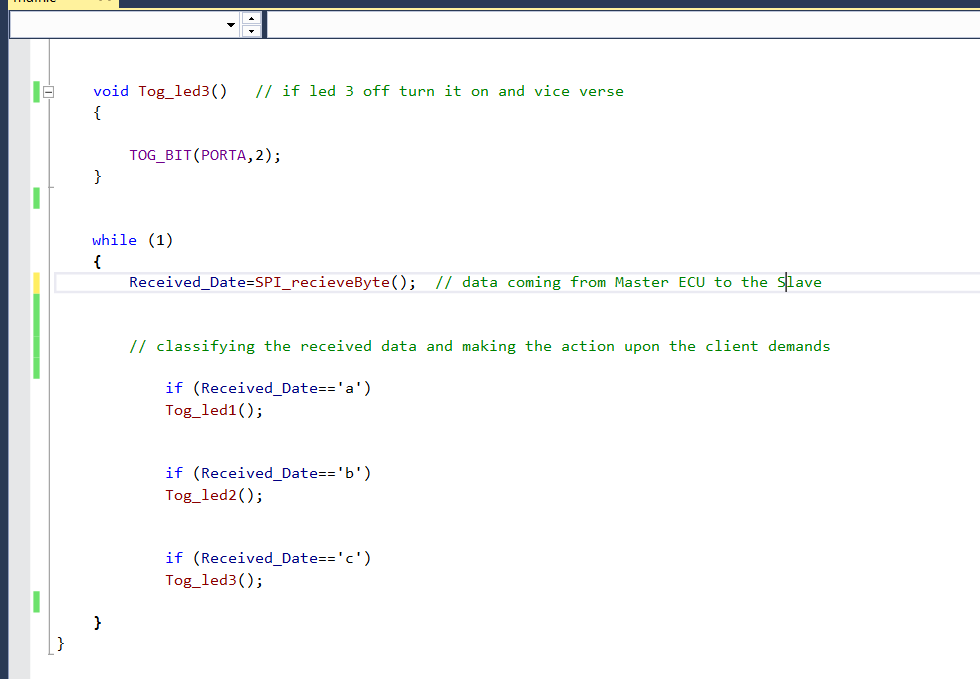 void Tog_led3()   // if led 3 off turn it on and vice verse
{
TOG_BIT(PORTA,2);
}
while (1)
{
Received_Date=SPI_recieveByte();  // data coming from Master ECU to the Slave
// classifying the received data and making the action upon the client demands
if (Received_Date=='a')
Tog_led1();
if (Received_Date=='b')
Tog_led2();
if (Received_Date=='c')
Tog_led3();
}
}